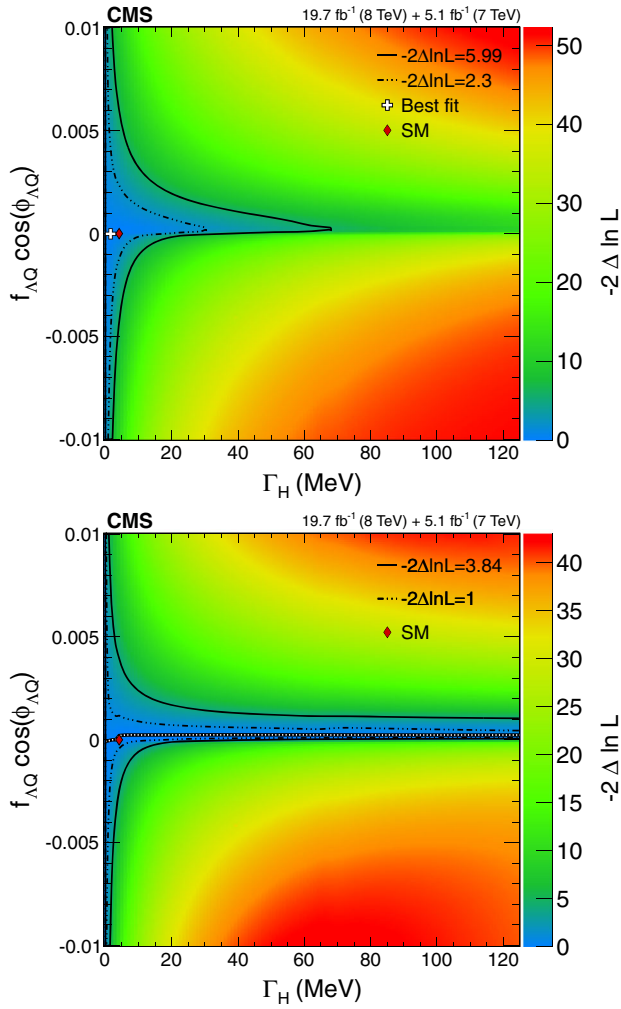 CMS 19.7 fb⁻¹ (8 TeV) + 5.1 fb⁻¹ (7 TeV)
-2ΔlnL=5.99
-2ΔlnL=2.3
Best fit
SM
0.01
0.005
0
-0.005
-0.01
f_ΛQ cos(ϕ_ΛQ)
0 20 40 60 80 100 120
Γ_H (MeV)
50
40
30
20
10
0
-2 Δ ln L
CMS 19.7 fb⁻¹ (8 TeV) + 5.1 fb⁻¹ (7 TeV)
-2ΔlnL=3.84
-2ΔlnL=1
SM
0.01
0.005
0
-0.005
-0.01
f_ΛQ cos(ϕ_ΛQ)
0 20 40 60 80 100 120
Γ_H (MeV)
40
35
30
25
20
15
10
5
0
-2 Δ ln L